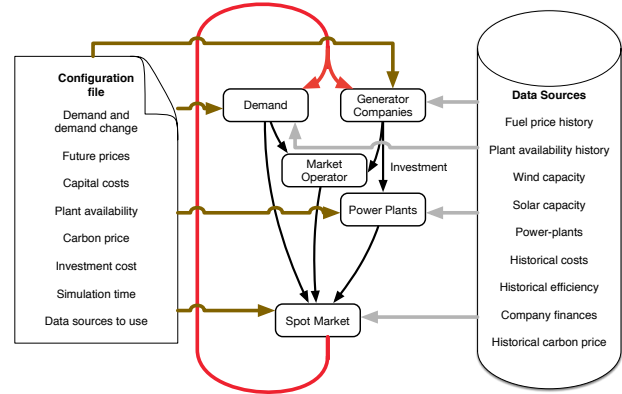 Configuration
file
Demand and
demand change
Future prices
Capital costs
Plant availability
Carbon price
Investment cost
Simulation time
Data sources to use
Demand
Generator
Companies
Market
Operator
Investment
Power Plants
Spot Market
Data Sources
Fuel price history
Plant availability history
Wind capacity
Solar capacity
Power-plants
Historical costs
Historical efficiency
Company finances
Historical carbon price